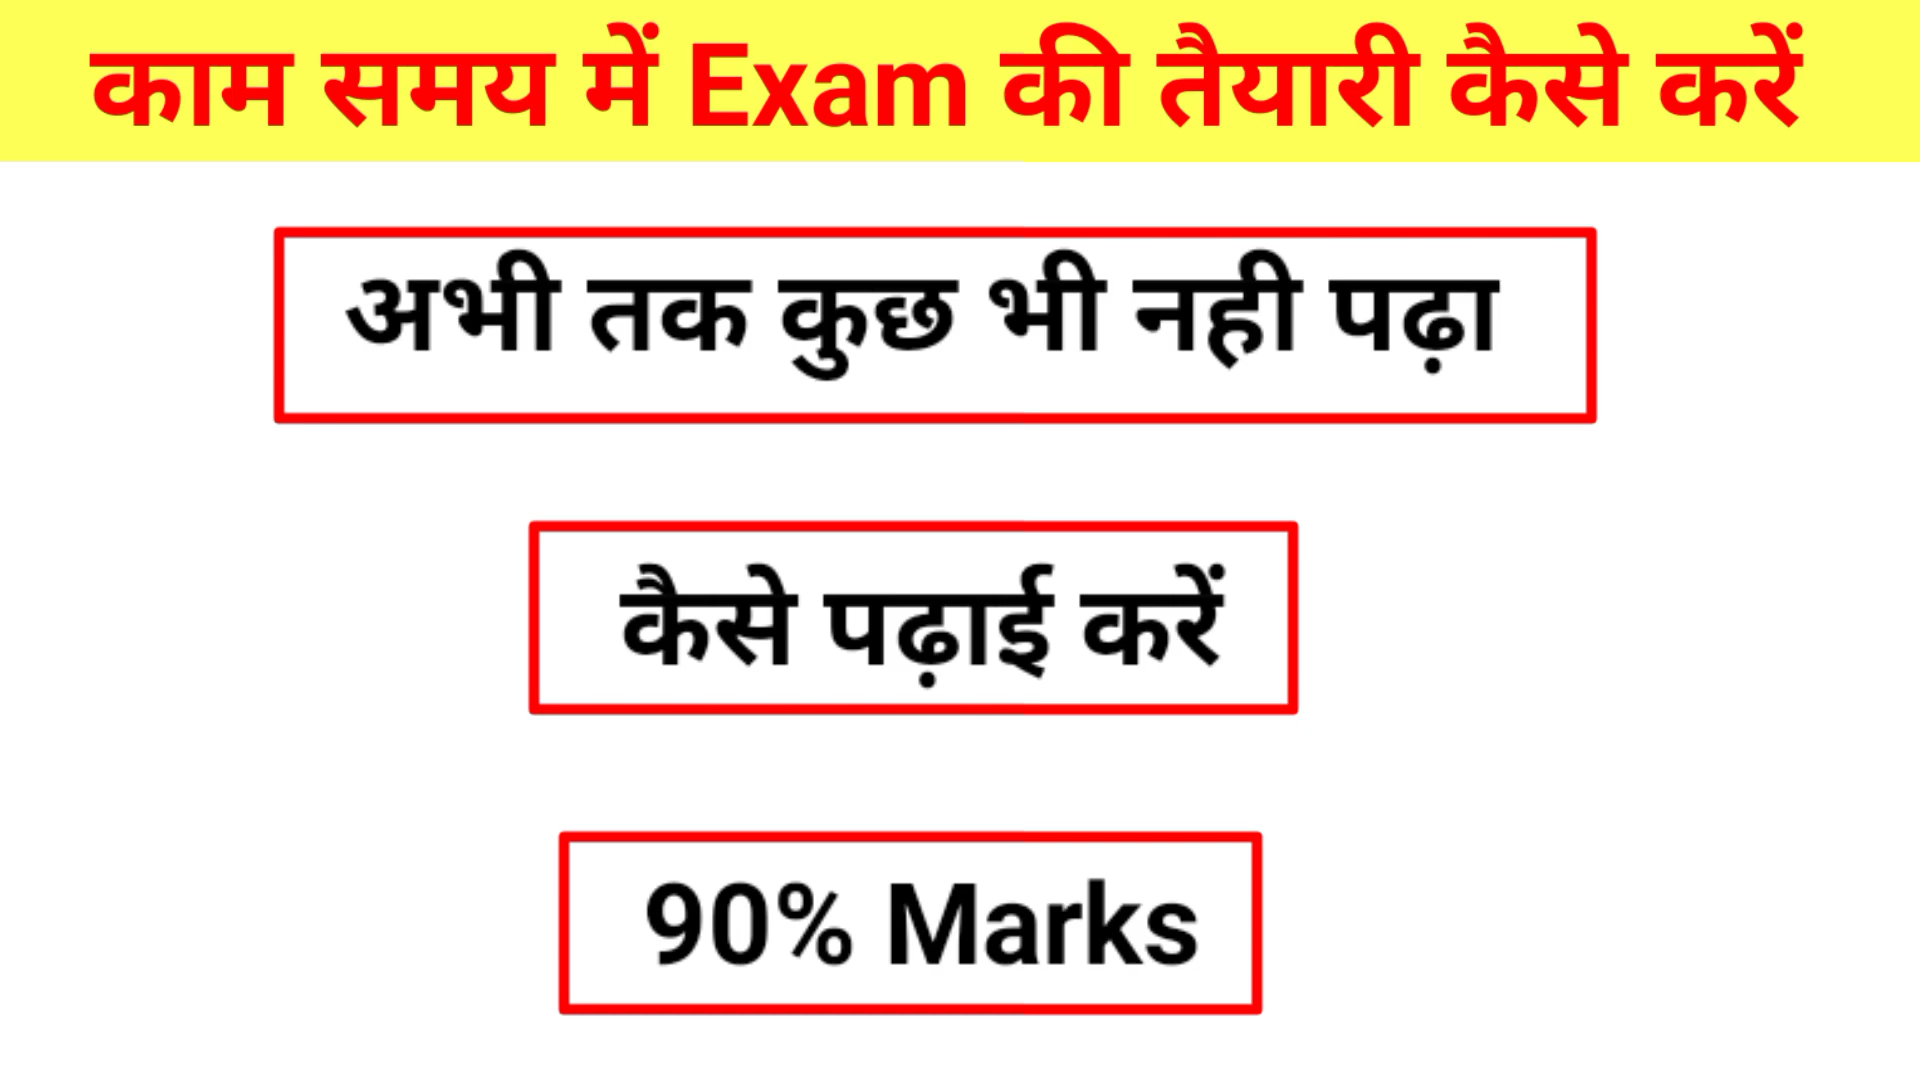 काम समय में Exam की तैयारी कैसे करें
अभी तक कुछ भी नही पढ़ा
कैसे पढ़ाई करें
90% Marks